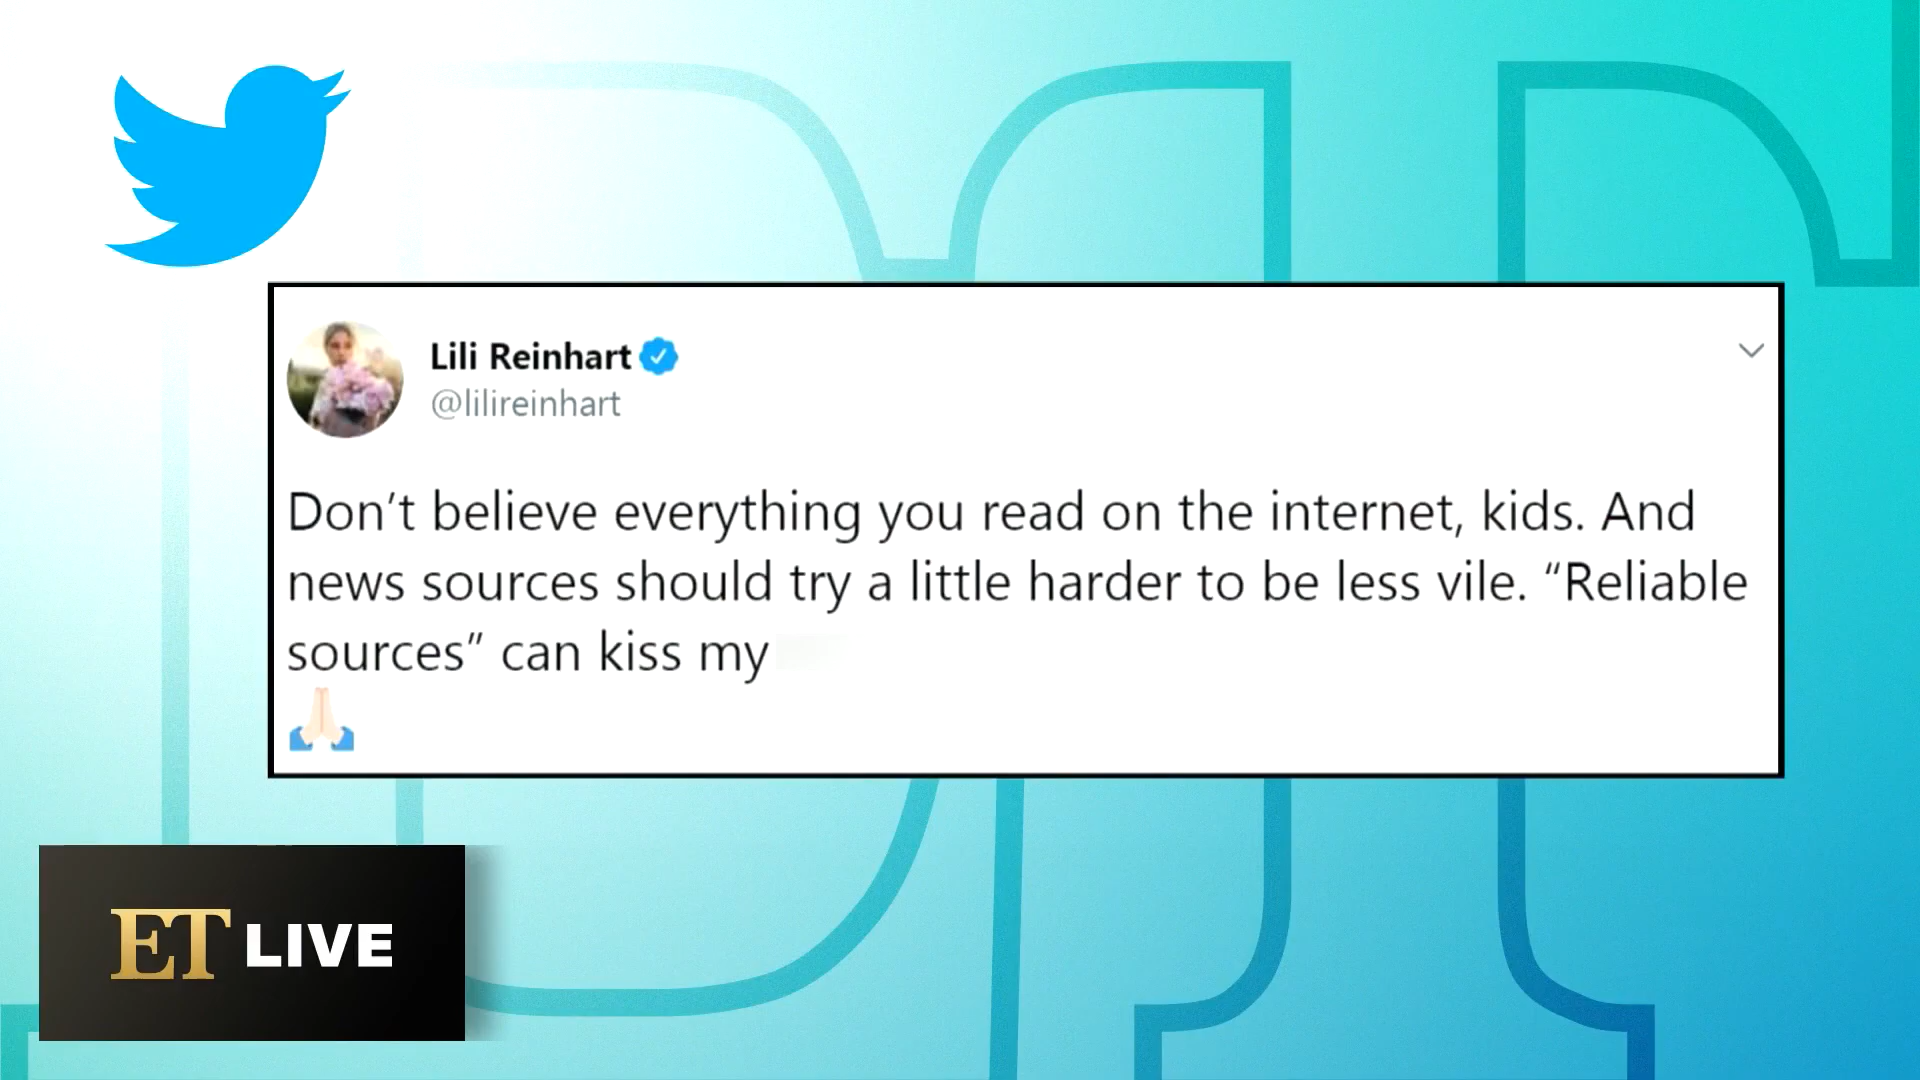 Lili Reinhart
@lilireinhart
Don’t believe everything you read on the internet, kids. And
news sources should try a little harder to be less vile. “Reliable
sources” can kiss my
ET LIVE